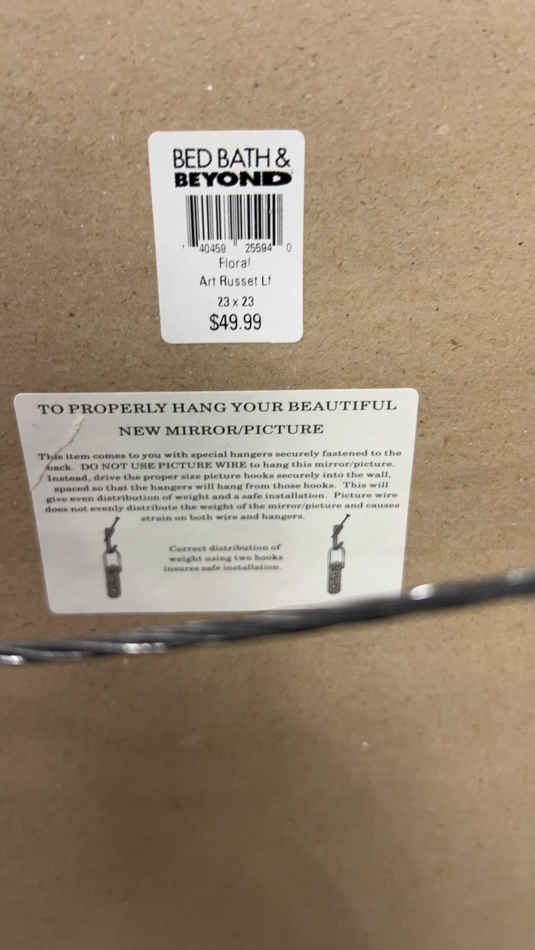 BED BATH &
BEYOND
40459 25594 0
Floral
Art Russet Lf
23 x 23
$49.99
TO PROPERLY HANG YOUR BEAUTIFUL
NEW MIRROR/PICTURE
This item comes to you with special hangers securely fastened to the
back. DO NOT USE PICTURE WIRE to hang this mirror/picture.
Instead, drive the proper size picture hooks securely into the wall,
spaced so that the hangers will hang from those hooks. This will
give even distribution of weight and a safe installation. Picture wire
does not evenly distribute the weight of the mirror/picture and causes
strain on both wire and hangers.
Correct distribution of
weight using two hooks
insures safe installation.